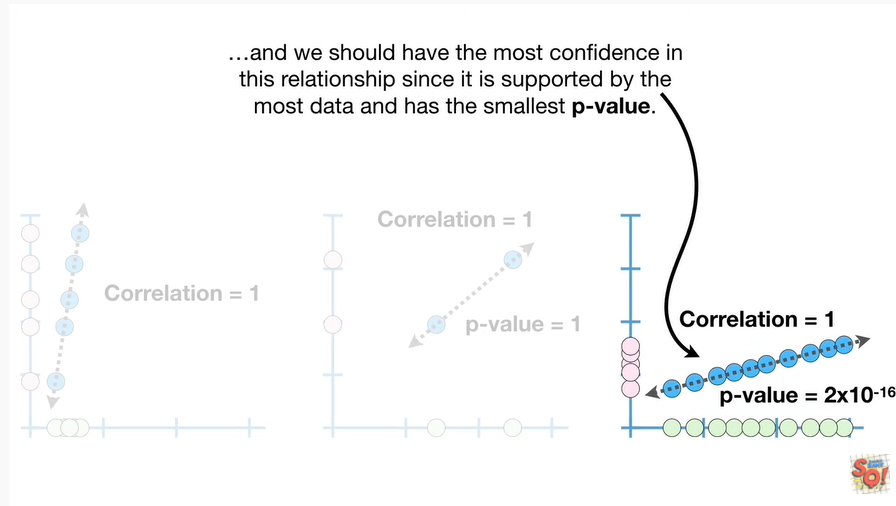 …and we should have the most confidence in
this relationship since it is supported by the
most data and has the smallest p-value.
Correlation = 1
Correlation = 1
p-value = 1
Correlation = 1
p-value = 2x10⁻¹⁶
SQ!